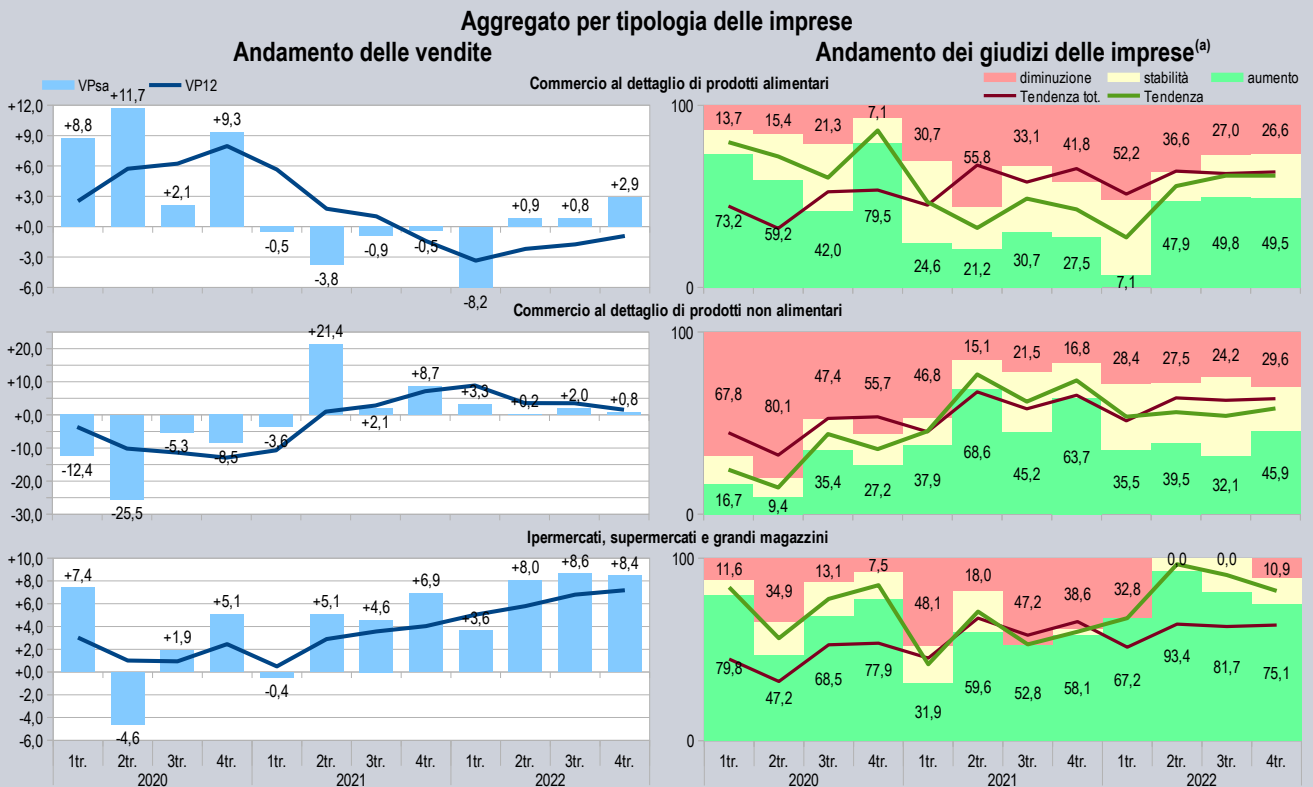 Aggregato per tipologia delle imprese
Andamento delle vendite
Andamento dei giudizi delle imprese(a)
VPsa VP12
Commercio al dettaglio di prodotti alimentari
diminuzione stabilità aumento
Tendenza tot. Tendenza
+12,0
+9,0
+6,0
+3,0
+0,0
-3,0
-6,0
+8,8 +11,7 +2,1 +9,3 -0,5 -3,8 -0,9 -0,5 -8,2 +0,9 +0,8 +2,9
100
0
13,7 15,4 21,3 7,1 30,7 55,8 33,1 41,8 52,2 36,6 27,0 26,6
73,2 59,2 42,0 79,5 24,6 21,2 30,7 27,5 7,1 47,9 49,8 49,5
Commercio al dettaglio di prodotti non alimentari
+20,0
+10,0
+0,0
-10,0
-20,0
-30,0
-12,4 -25,5 -5,3 -8,5 -3,6 +21,4 +2,1 +8,7 +3,3 +0,2 +2,0 +0,8
100
0
67,8 80,1 47,4 55,7 46,8 15,1 21,5 16,8 28,4 27,5 24,2 29,6
16,7 9,4 35,4 27,2 37,9 68,6 45,2 63,7 35,5 39,5 32,1 45,9
Ipermercati, supermercati e grandi magazzini
+10,0
+8,0
+6,0
+4,0
+2,0
+0,0
-2,0
-4,0
-6,0
+7,4 -4,6 +1,9 +5,1 -0,4 +5,1 +4,6 +6,9 +3,6 +8,0 +8,6 +8,4
100
0
11,6 34,9 13,1 7,5 48,1 18,0 47,2 38,6 32,8 0,0 0,0 10,9
79,8 47,2 68,5 77,9 31,9 59,6 52,8 58,1 67,2 93,4 81,7 75,1
1tr. 2tr. 3tr. 4tr. 1tr. 2tr. 3tr. 4tr. 1tr. 2tr. 3tr. 4tr.
2020 2021 2022
1tr. 2tr. 3tr. 4tr. 1tr. 2tr. 3tr. 4tr. 1tr. 2tr. 3tr. 4tr.
2020 2021 2022